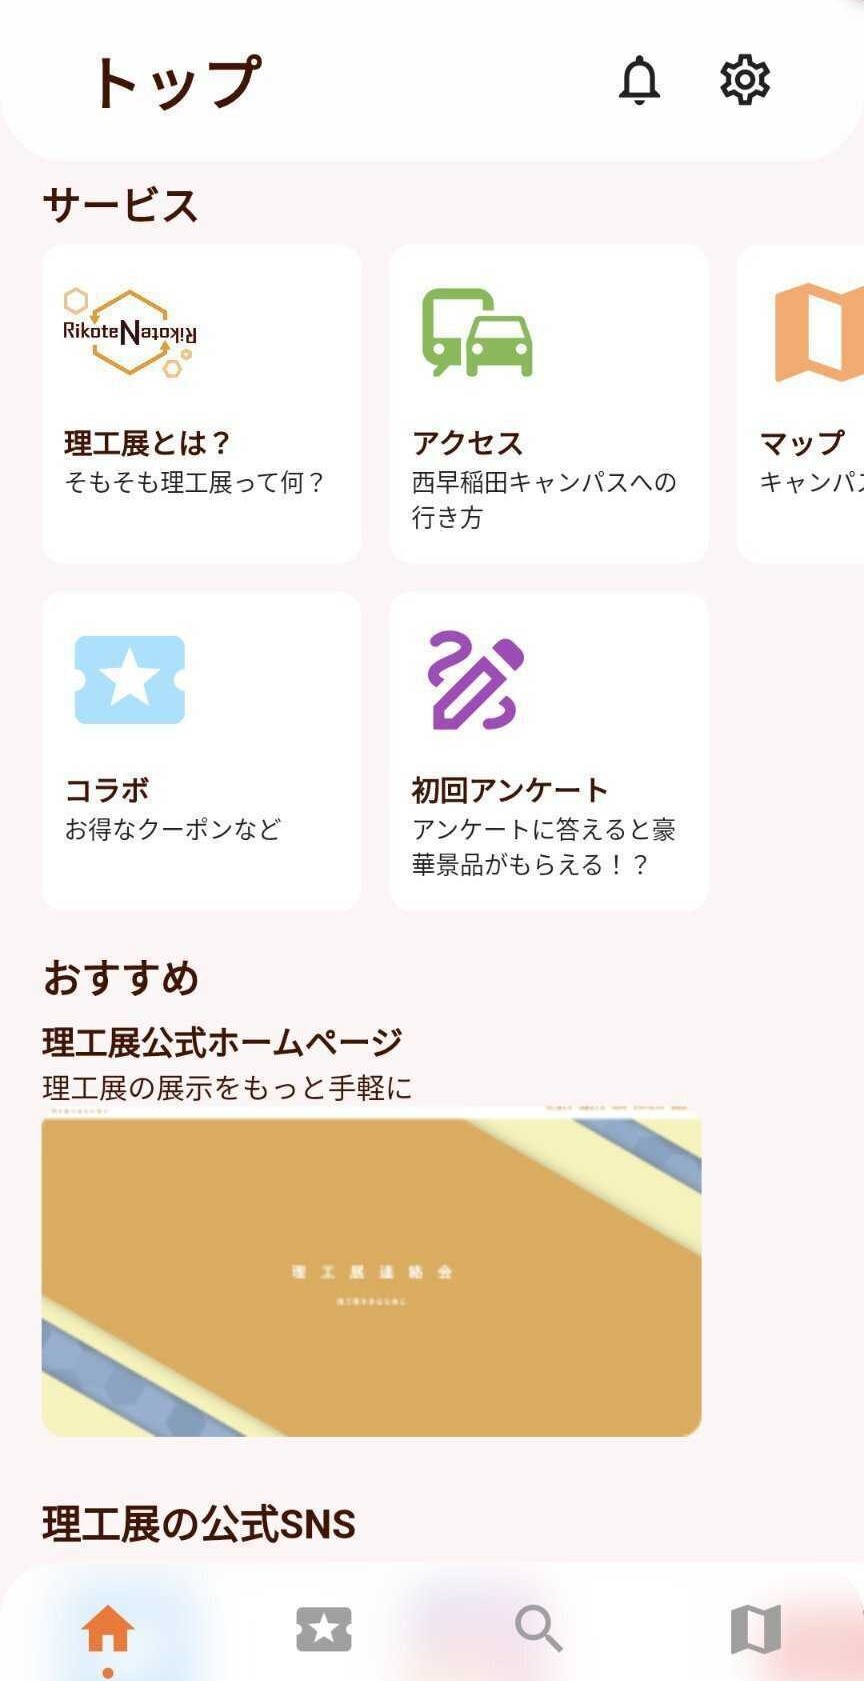 トップ
サービス
RikoteNRikoten
理工展とは？
そもそも理工展って何？
アクセス
西早稲田キャンパスへの
行き方
マップ
キャンパス
コラボ
お得なクーポンなど
初回アンケート
アンケートに答えると豪
華景品がもらえる！？
おすすめ
理工展公式ホームページ
理工展の展示をもっと手軽に
理工展連絡会
理工展の公式SNS